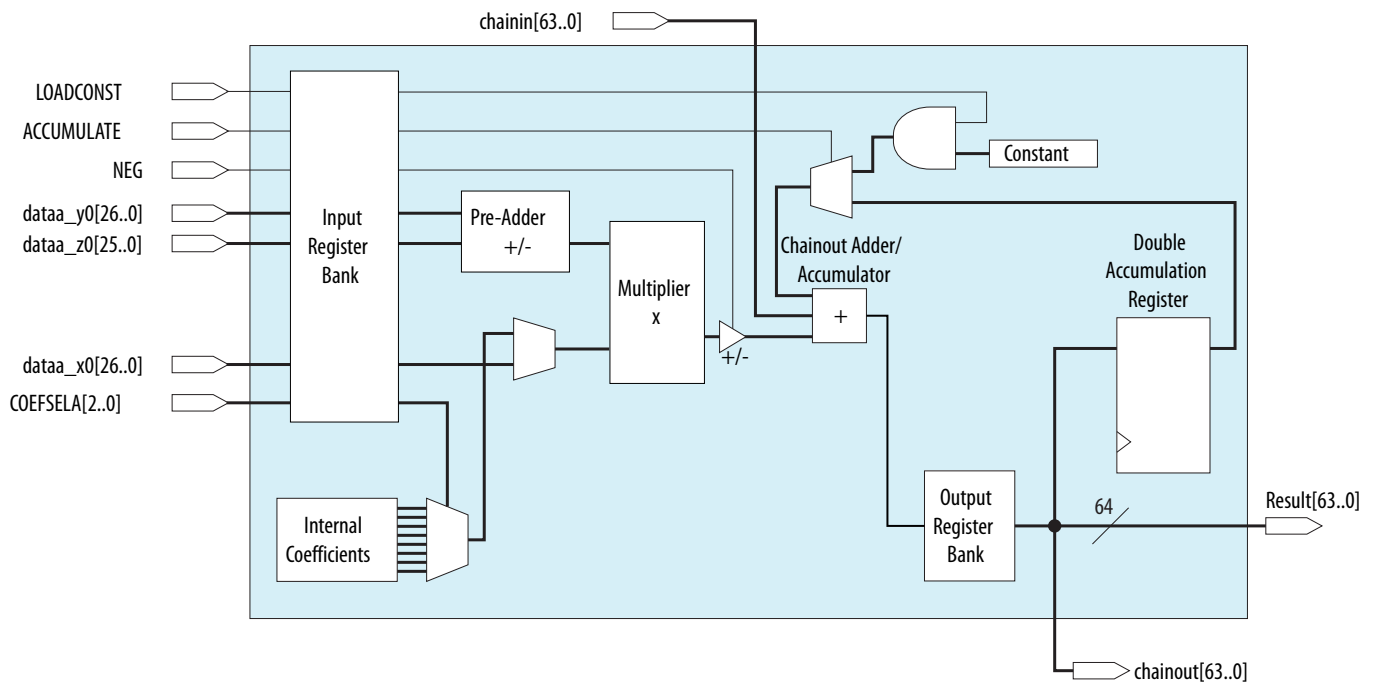 chainin[63..0]
LOADCONST
ACCUMULATE
NEG
dataa_y0[26..0]
dataa_z0[25..0]
dataa_x0[26..0]
COEFSELA[2..0]
Input
Register
Bank
Pre-Adder
+/-
Multiplier
x
+/-
Constant
Chainout Adder/
Accumulator
+
Double
Accumulation
Register
Internal
Coefficients
Output
Register
Bank
64
Result[63..0]
chainout[63..0]